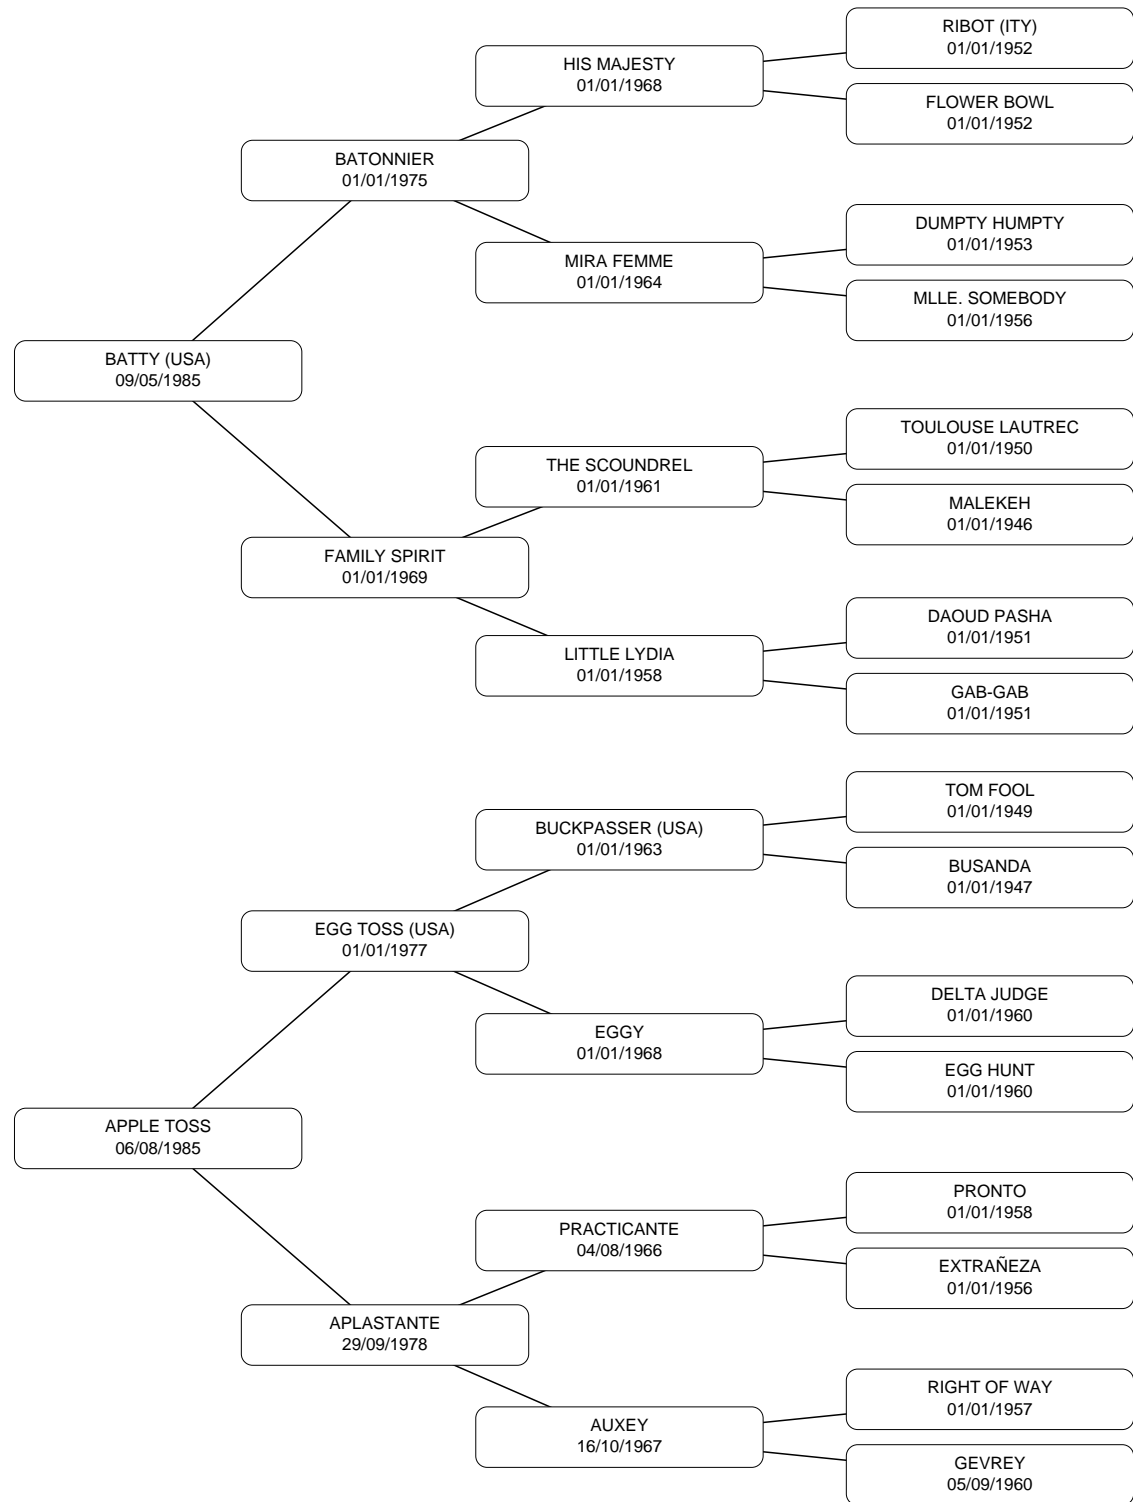 RIBOT (ITY)
01/01/1952
HIS MAJESTY
01/01/1968
FLOWER BOWL
01/01/1952
BATONNIER
01/01/1975
DUMPTY HUMPTY
01/01/1953
MIRA FEMME
01/01/1964
MLLE. SOMEBODY
01/01/1956
BATTY (USA)
09/05/1985
TOULOUSE LAUTREC
01/01/1950
THE SCOUNDREL
01/01/1961
MALEKEH
01/01/1946
FAMILY SPIRIT
01/01/1969
DAOUD PASHA
01/01/1951
LITTLE LYDIA
01/01/1958
GAB-GAB
01/01/1951
TOM FOOL
01/01/1949
BUCKPASSER (USA)
01/01/1963
BUSANDA
01/01/1947
EGG TOSS (USA)
01/01/1977
DELTA JUDGE
01/01/1960
EGGY
01/01/1968
EGG HUNT
01/01/1960
APPLE TOSS
06/08/1985
PRONTO
01/01/1958
PRACTICANTE
04/08/1966
EXTRAÑEZA
01/01/1956
APLASTANTE
29/09/1978
RIGHT OF WAY
01/01/1957
AUXEY
16/10/1967
GEVREY
05/09/1960